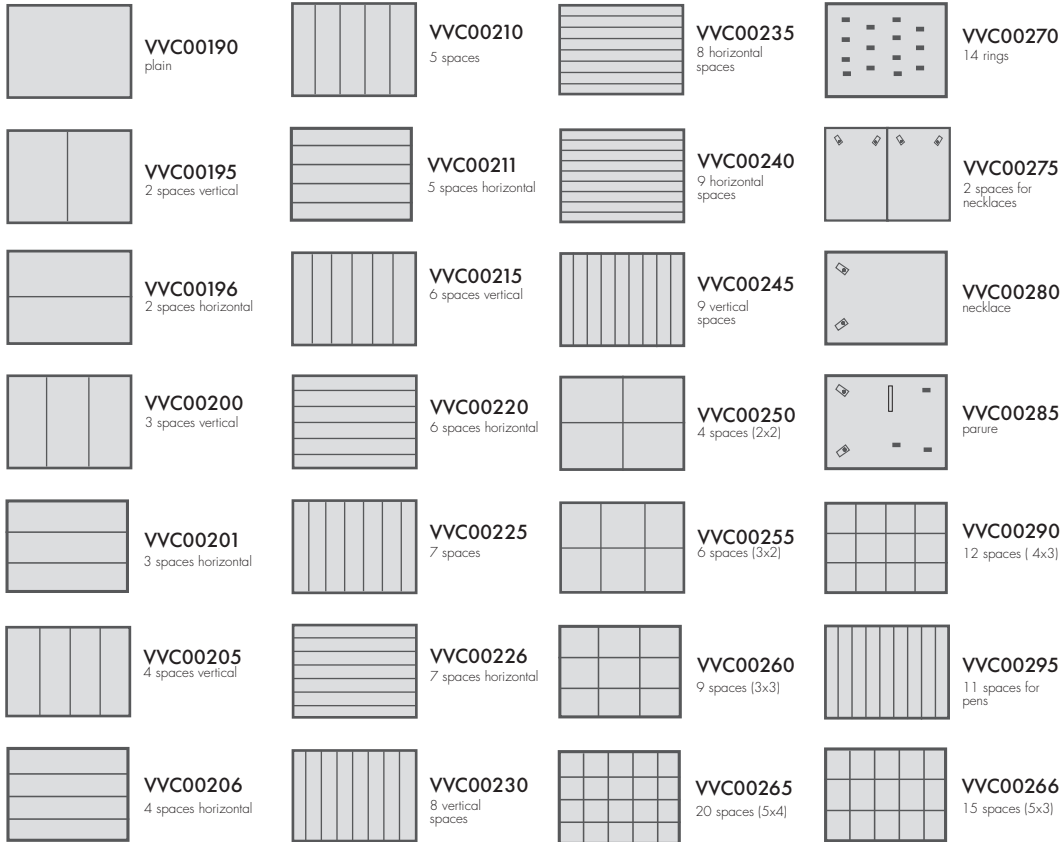 VVC00190
plain
VVC00195
2 spaces vertical
VVC00196
2 spaces horizontal
VVC00200
3 spaces vertical
VVC00201
3 spaces horizontal
VVC00205
4 spaces vertical
VVC00206
4 spaces horizontal
VVC00210
5 spaces
VVC00211
5 spaces horizontal
VVC00215
6 spaces vertical
VVC00220
6 spaces horizontal
VVC00225
7 spaces
VVC00226
7 spaces horizontal
VVC00230
8 vertical
spaces
VVC00235
8 horizontal
spaces
VVC00240
9 horizontal
spaces
VVC00245
9 vertical
spaces
VVC00250
4 spaces (2x2)
VVC00255
6 spaces (3x2)
VVC00260
9 spaces (3x3)
VVC00265
20 spaces (5x4)
VVC00270
14 rings
VVC00275
2 spaces for
necklaces
VVC00280
necklace
VVC00285
parure
VVC00290
12 spaces ( 4x3)
VVC00295
11 spaces for
pens
VVC00266
15 spaces (5x3)